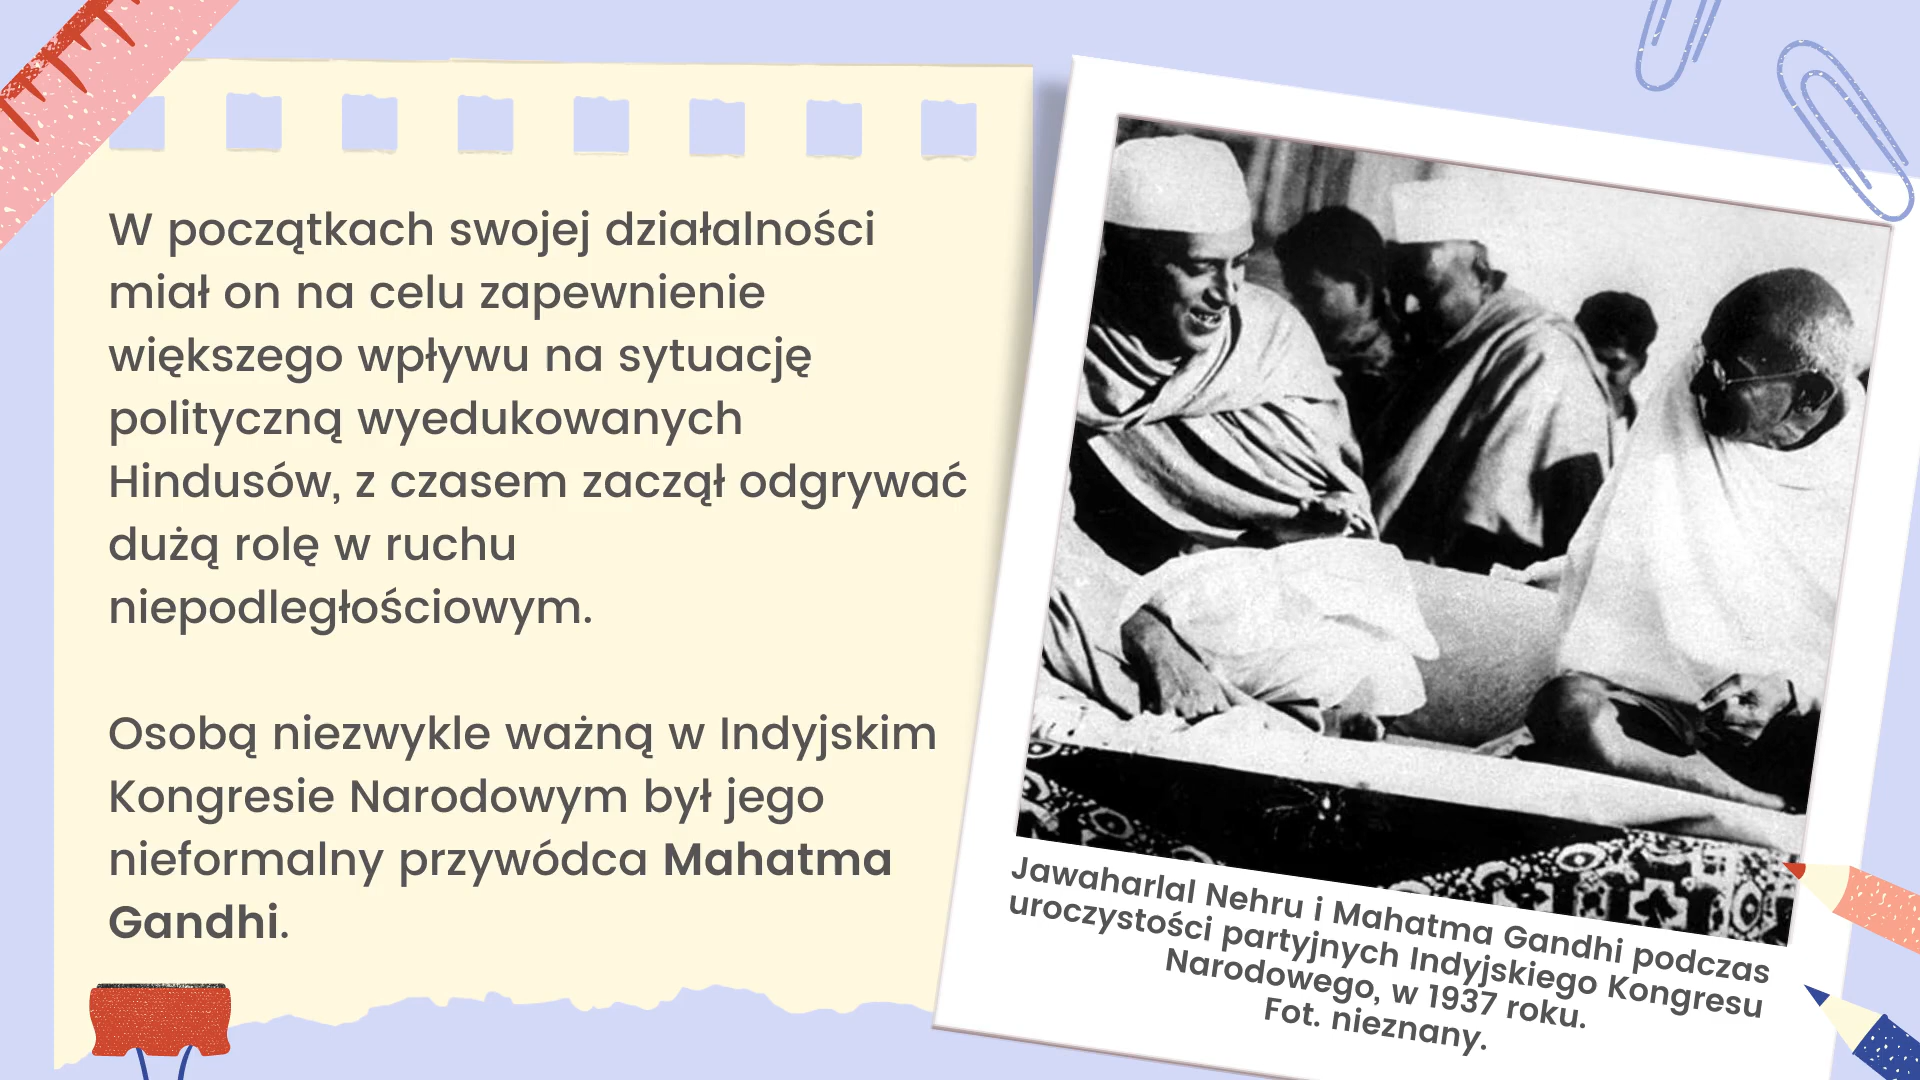 W początkach swojej działalności
miał on na celu zapewnienie
większego wpływu na sytuację
polityczną wyedukowanych
Hindusów, z czasem zaczął odgrywać
dużą rolę w ruchu
niepodległościowym.
Osobą niezwykle ważną w Indyjskim
Kongresie Narodowym był jego
nieformalny przywódca Mahatma
Gandhi.
Jawaharlal Nehru i Mahatma Gandhi podczas
uroczystości partyjnych Indyjskiego Kongresu
Narodowego, w 1937 roku.
Fot. nieznany.